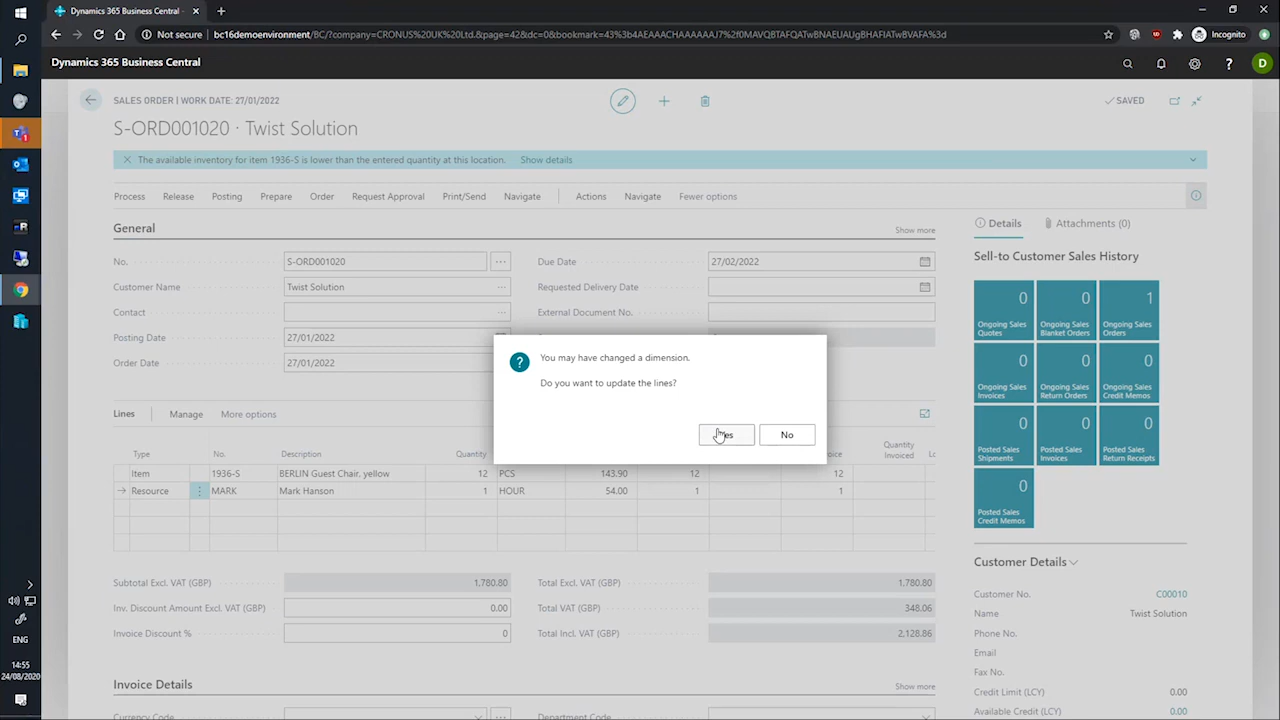 Dynamics 365 Business Central
Not secure
bc16demoenvironment/BC/?company=CRONUS%20UK%20Ltd.&page=42&dc=0&bookmark=43%3b4AEAAACHAAAAAAJ7%2f0MAVQBTAFQATwBNAEUAUgBHAFIATwBVAFA%3d
Incognito
Dynamics 365 Business Central
D
SALES ORDER | WORK DATE: 27/01/2022
SAVED
S-ORD001020 · Twist Solution
The available inventory for item 1936-S is lower than the entered quantity at this location. Show details
Process Release Posting Prepare Order Request Approval Print/Send Navigate Actions Navigate Fewer options
General
Show more
No.
S-ORD001020
Due Date
27/02/2022
Customer Name
Twist Solution
Requested Delivery Date
Contact
External Document No.
Posting Date
27/01/2022
Order Date
27/01/2022
You may have changed a dimension.
Do you want to update the lines?
No
Lines Manage More options
Type No. Description Quantity
Quantity Invoiced
Item 1936-S BERLIN Guest Chair, yellow 12 PCS 143.90 12 12
Resource MARK Mark Hanson 1 HOUR 54.00 1 1
Subtotal Excl. VAT (GBP) 1,780.80 Total Excl. VAT (GBP) 1,780.80
Inv. Discount Amount Excl. VAT (GBP) 0.00 Total VAT (GBP) 348.06
Invoice Discount % 0 Total Incl. VAT (GBP) 2,128.86
Invoice Details
Show more
Currency Code
Department Code
Details
Attachments (0)
Sell-to Customer Sales History
0 Ongoing Sales Quotes
0 Ongoing Sales Blanket Orders
1 Ongoing Sales Orders
0 Ongoing Sales Invoices
0 Ongoing Sales Return Orders
0 Ongoing Sales Credit Memos
0 Posted Sales Shipments
0 Posted Sales Invoices
0 Posted Sales Return Receipts
0 Posted Sales Credit Memos
Customer Details
Customer No. C00010
Name Twist Solution
Phone No.
Email
Fax No.
Credit Limit (LCY) 0.00
Available Credit (LCY) 0.00
ENG
14:55
24/08/2020